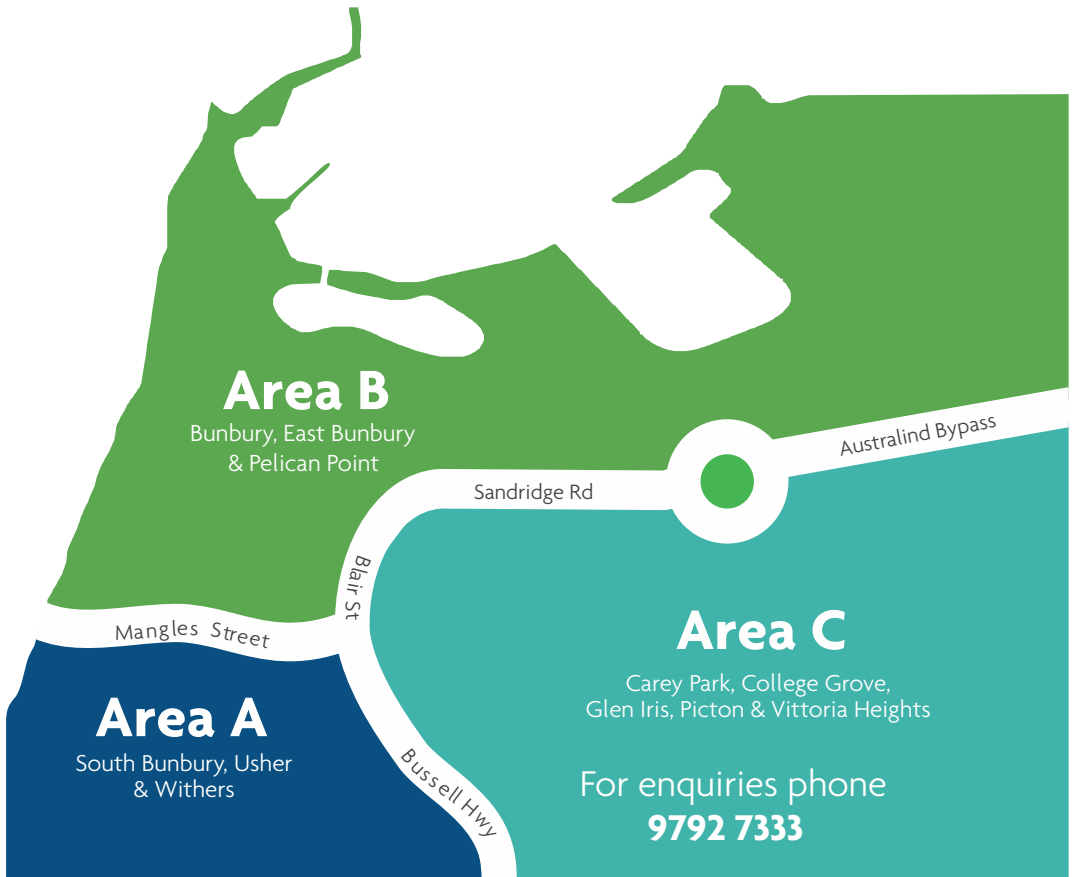 Area B
Bunbury, East Bunbury
& Pelican Point
Australind Bypass
Sandridge Rd
Blair St
Mangles Street
Area C
Carey Park, College Grove,
Glen Iris, Picton & Vittoria Heights
Area A
South Bunbury, Usher
& Withers
Bussell Hwy
For enquiries phone
9792 7333